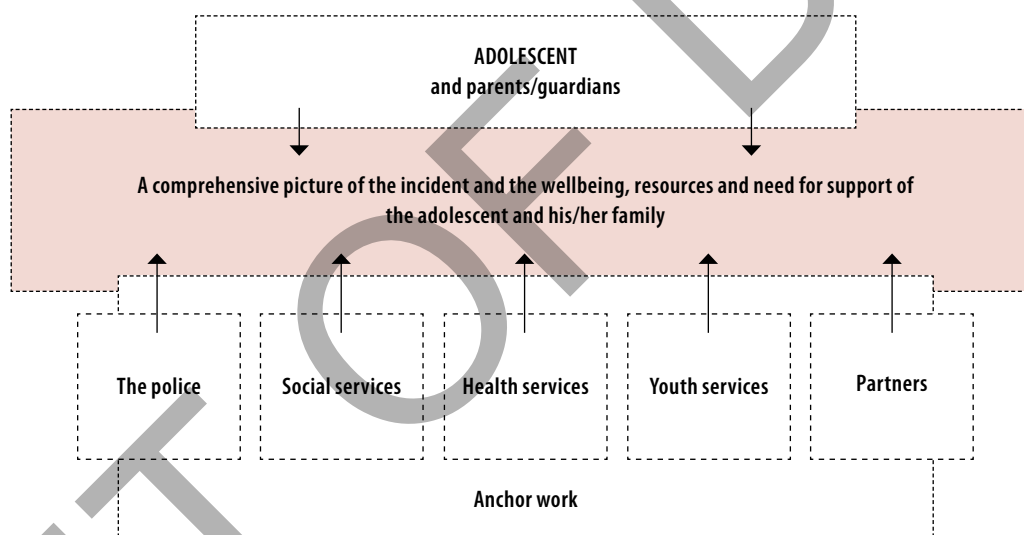 ADOLESCENT
and parents/guardians
A comprehensive picture of the incident and the wellbeing, resources and need for support of
the adolescent and his/her family
The police
Social services
Health services
Youth services
Partners
Anchor work